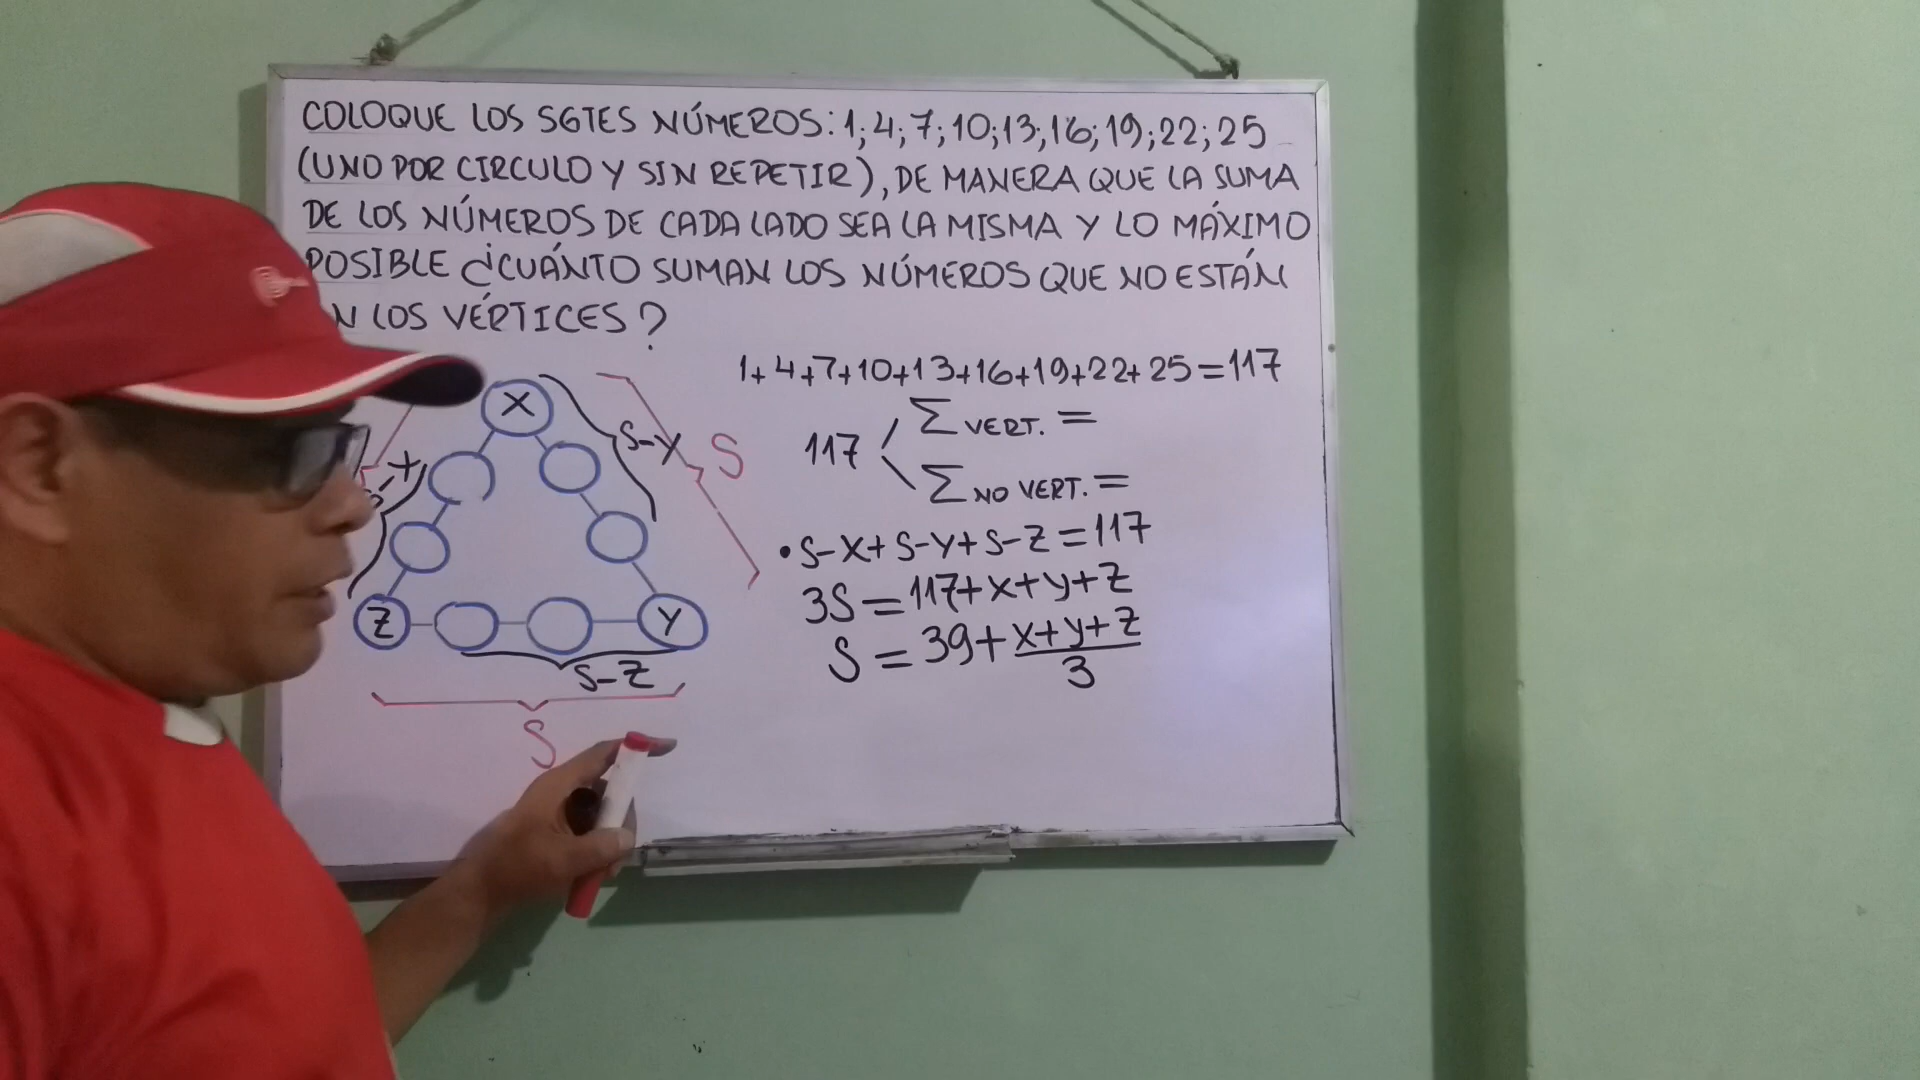 COLOQUE LOS SGTES NÚMEROS: 1; 4; 7; 10; 13; 16; 19; 22; 25
(UNO POR CIRCULO Y SIN REPETIR), DE MANERA QUE LA SUMA
DE LOS NÚMEROS DE CADA LADO SEA LA MISMA Y LO MÁXIMO
POSIBLE ¿CUÁNTO SUMAN LOS NÚMEROS QUE NO ESTÁN
N LOS VÉRTICES?
1+4+7+10+13+16+19+22+25=117
X
S-Y
S
117
Σ VERT. =
Σ NO VERT. =
• S-X+S-Y+S-Z=117
3S=117+X+Y+Z
S=39+X+Y+Z
3
Z
Y
S-Z
S